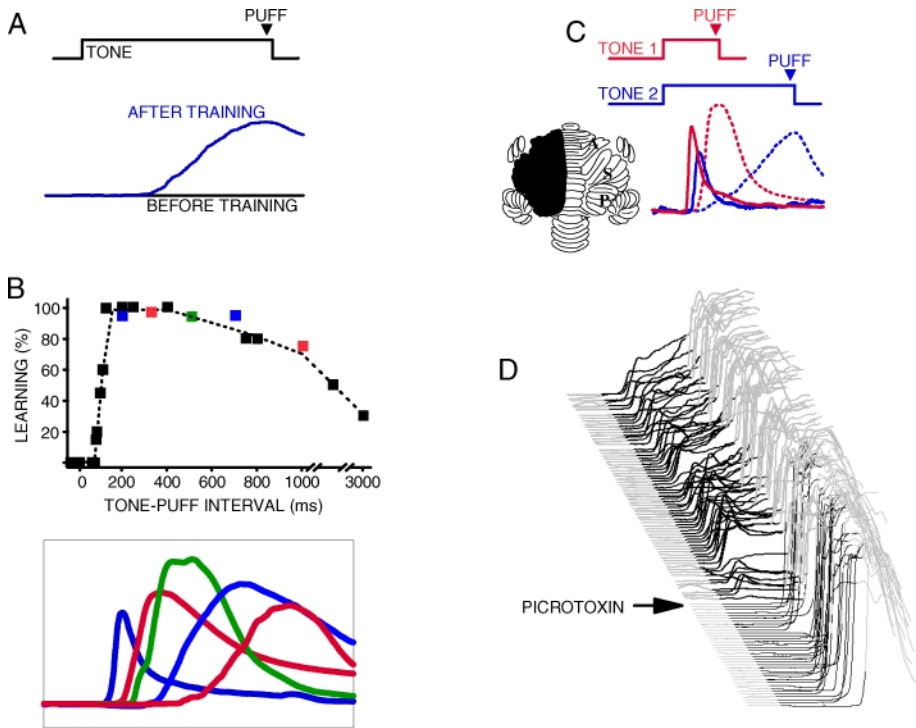 A
PUFF
TONE
AFTER TRAINING
BEFORE TRAINING
B
LEARNING (%)
100
80
60
40
20
0 200 400 600 800 1000 3000
TONE-PUFF INTERVAL (ms)
C
PUFF
TONE 1
PUFF
TONE 2
A
S
P
D
PICROTOXIN